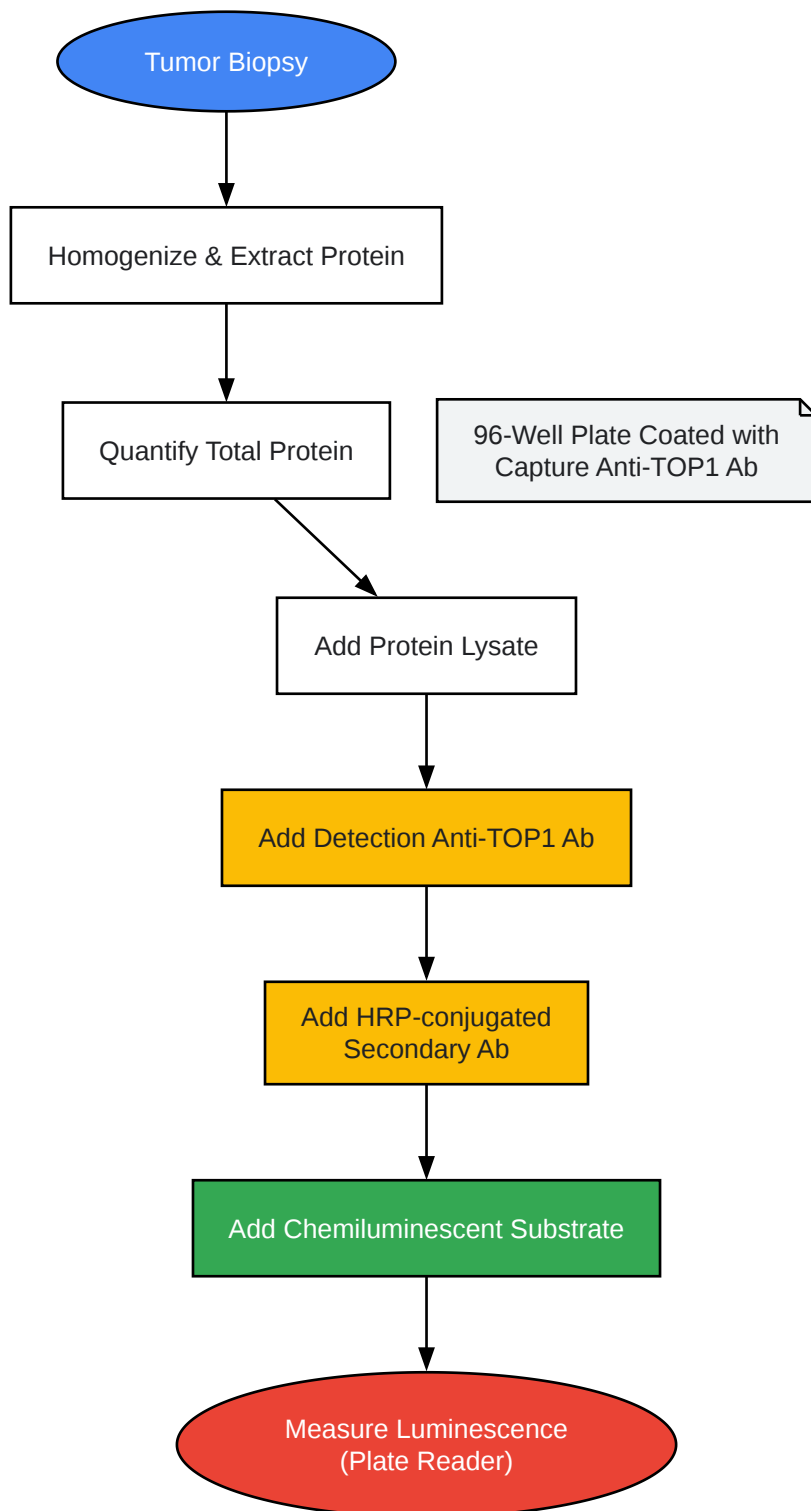 Tumor Biopsy
Homogenize & Extract Protein
Quantify Total Protein
96-Well Plate Coated with
Capture Anti-TOP1 Ab
Add Protein Lysate
Add Detection Anti-TOP1 Ab
Add HRP-conjugated
Secondary Ab
Add Chemiluminescent Substrate
Measure Luminescence
(Plate Reader)